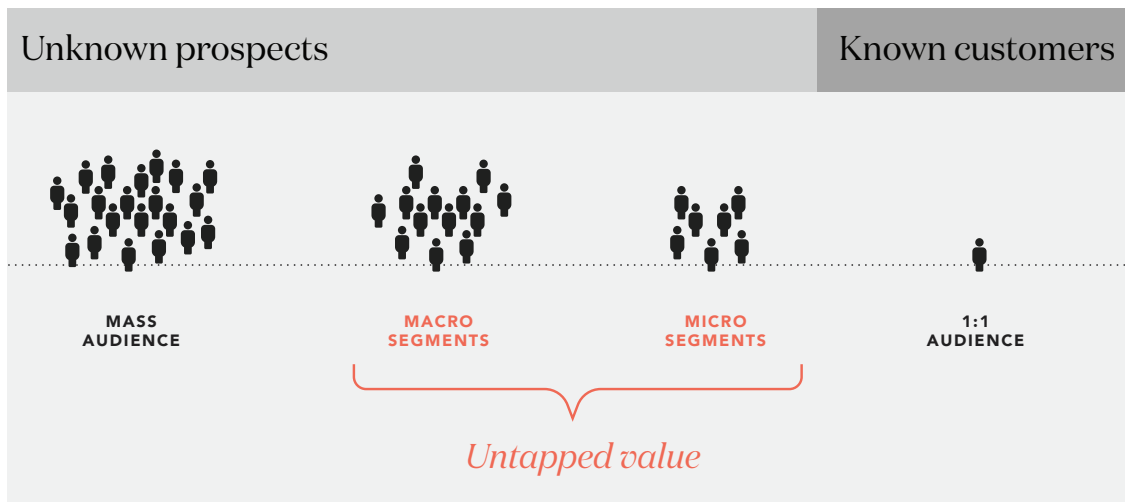 Unknown prospects
Known customers
MASS
AUDIENCE
MACRO
SEGMENTS
MICRO
SEGMENTS
1:1
AUDIENCE
Untapped value